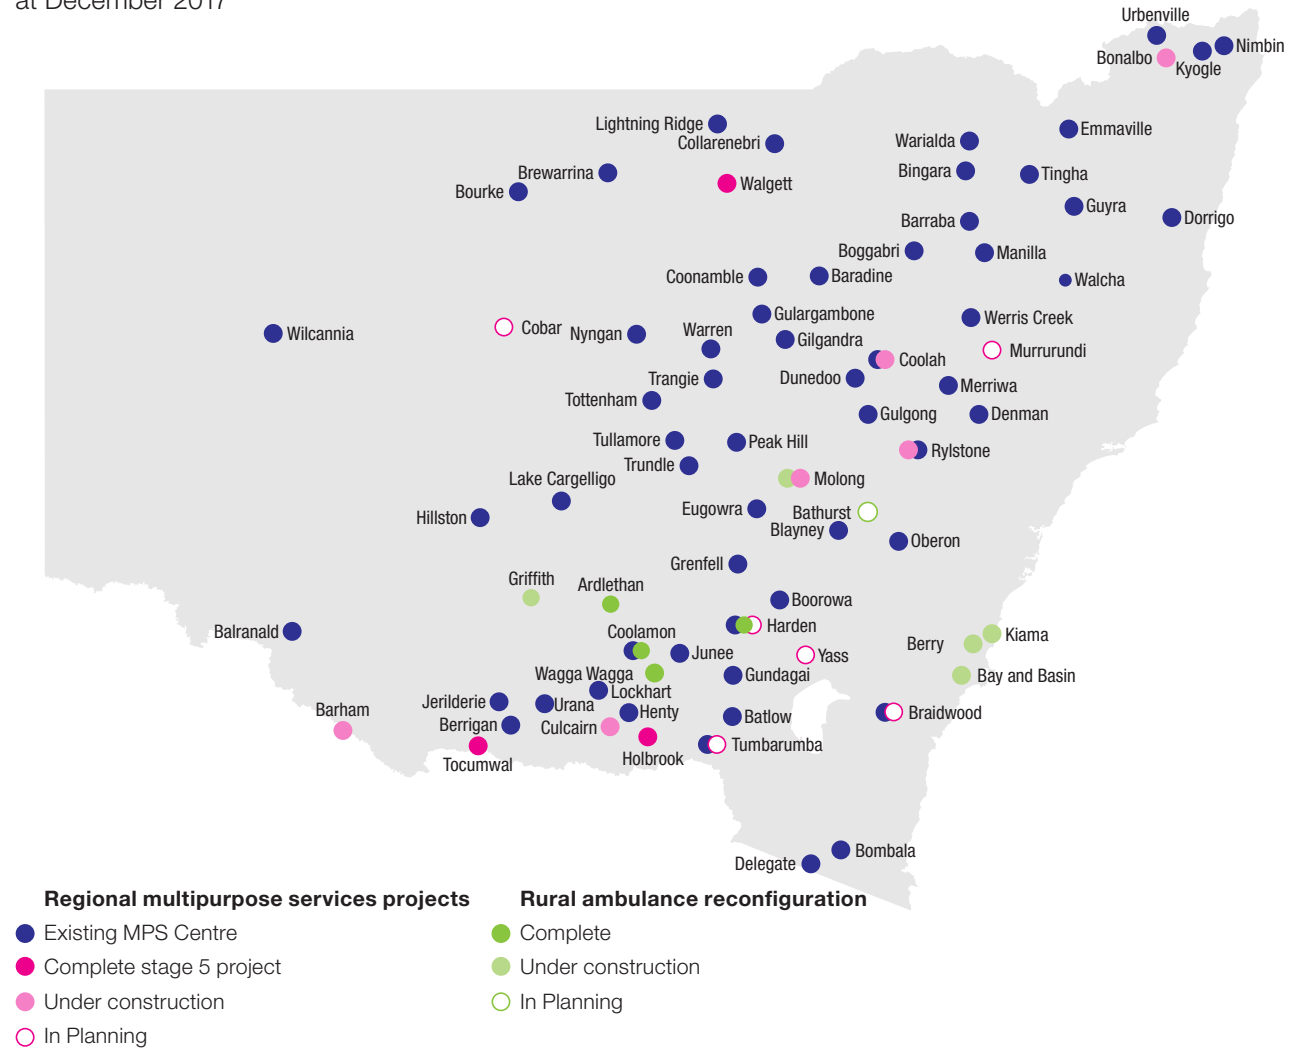 at December 2017
Urbenville
Nimbin
Bonalbo
Kyogle
Lightning Ridge
Collarenebri
Emmaville
Warialda
Brewarrina
Bingara
Tingha
Walgett
Bourke
Guyra
Dorrigo
Barraba
Boggabri
Manilla
Coonamble
Baradine
Walcha
Gulargambone
Werris Creek
Cobar
Wilcannia
Nyngan
Warren
Gilgandra
Murrurundi
Coolah
Trangie
Dunedoo
Merriwa
Tottenham
Gulgong
Denman
Tullamore
Peak Hill
Rylstone
Trundle
Lake Cargelligo
Molong
Eugowra
Bathurst
Hillston
Blayney
Oberon
Grenfell
Griffith
Ardlethan
Boorowa
Balranald
Coolamon
Harden
Kiama
Berry
Junee
Yass
Wagga Wagga
Gundagai
Bay and Basin
Lockhart
Jerilderie
Urana
Barham
Henty
Batlow
Braidwood
Berrigan
Culcairn
Tumbarumba
Tocumwal
Holbrook
Bombala
Delegate
Regional multipurpose services projects
Existing MPS Centre
Complete stage 5 project
Under construction
In Planning
Rural ambulance reconfiguration
Complete
Under construction
In Planning